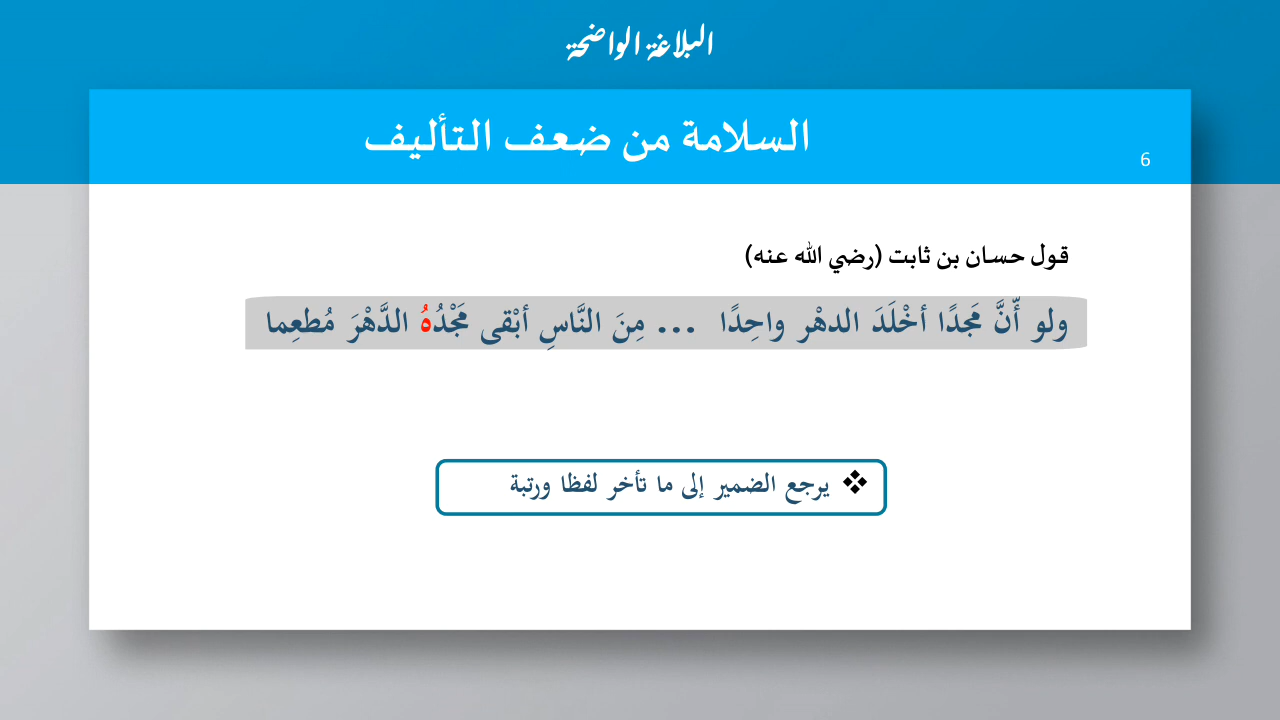 البلاغة الواضحة
السلامة من ضعف التأليف
6
قول حسان بن ثابت (رضي الله عنه)
ولو أّنَّ مَجدًا أخْلَدَ الدهْر واحِدًا ... مِنَ النَّاسِ أبْقى مَجْدُهُ الدَّهْرَ مُطعِما
❖ يرجع الضمير إلى ما تأخر لفظا ورتبة